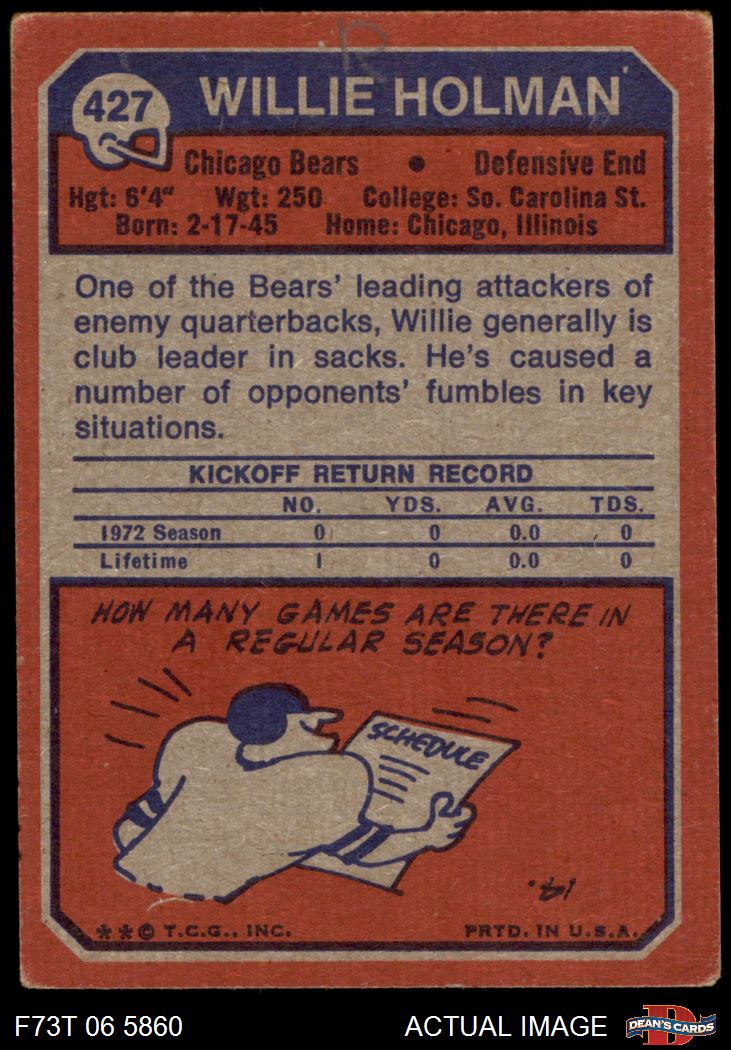 R
427
WILLIE HOLMAN
Chicago Bears • Defensive End
Hgt: 6'4" Wgt: 250 College: So. Carolina St.
Born: 2-17-45 Home: Chicago, Illinois
One of the Bears' leading attackers of
enemy quarterbacks, Willie generally is
club leader in sacks. He's caused a
number of opponents' fumbles in key
situations.
KICKOFF RETURN RECORD
NO. YDS. AVG. TDS.
1972 Season 0 0 0.0 0
Lifetime 1 0 0.0 0
HOW MANY GAMES ARE THERE IN
A REGULAR SEASON?
SCHEDULE
14.
**© T.C.G., INC. PRTD. IN U.S.A.
F73T 06 5860 ACTUAL IMAGE D DEAN'S CARDS